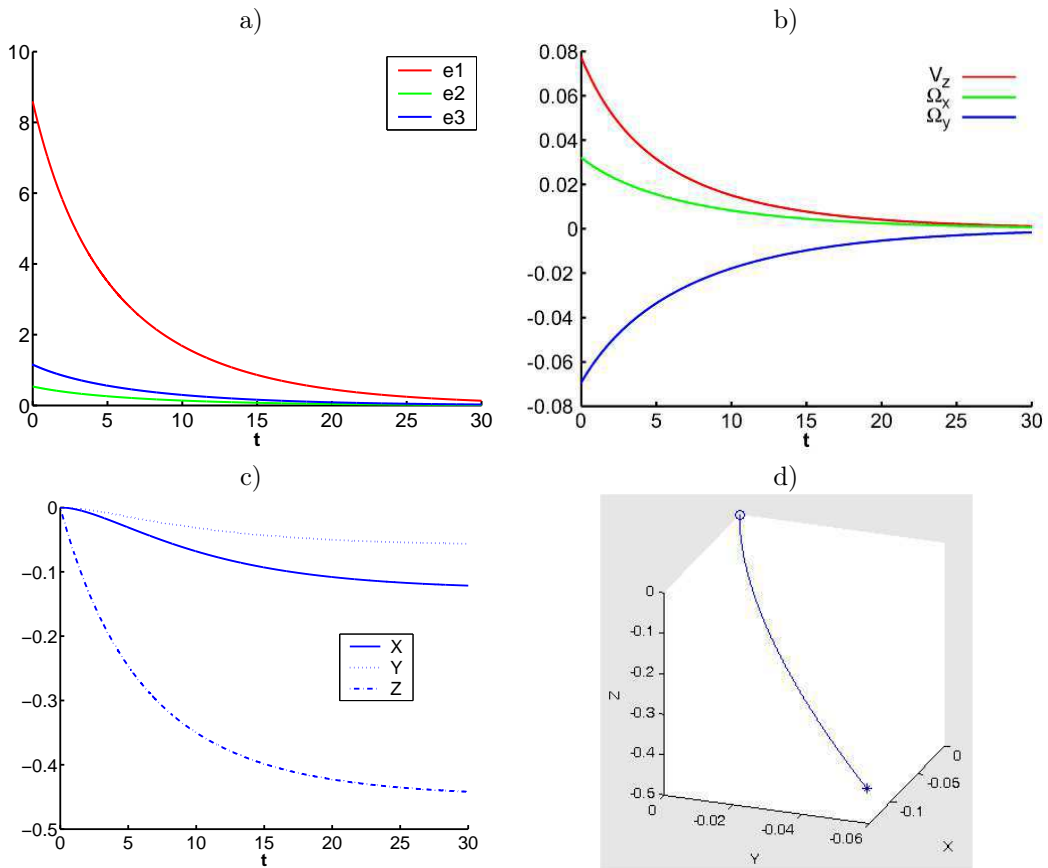 a)
10
8
6
4
2
0
0 5 10 15 20 25 30
t
e1
e2
e3
b)
0.08
0.06
0.04
0.02
0
-0.02
-0.04
-0.06
-0.08
0 5 10 15 20 25 30
t
V_z
Ω_x
Ω_y
c)
0
−0.1
−0.2
−0.3
−0.4
−0.5
0 5 10 15 20 25 30
t
X
Y
Z
d)
0
-0.1
-0.2
-0.3
-0.4
-0.5
Z
0 -0.02 -0.04 -0.06
Y
0
-0.05
-0.1
X